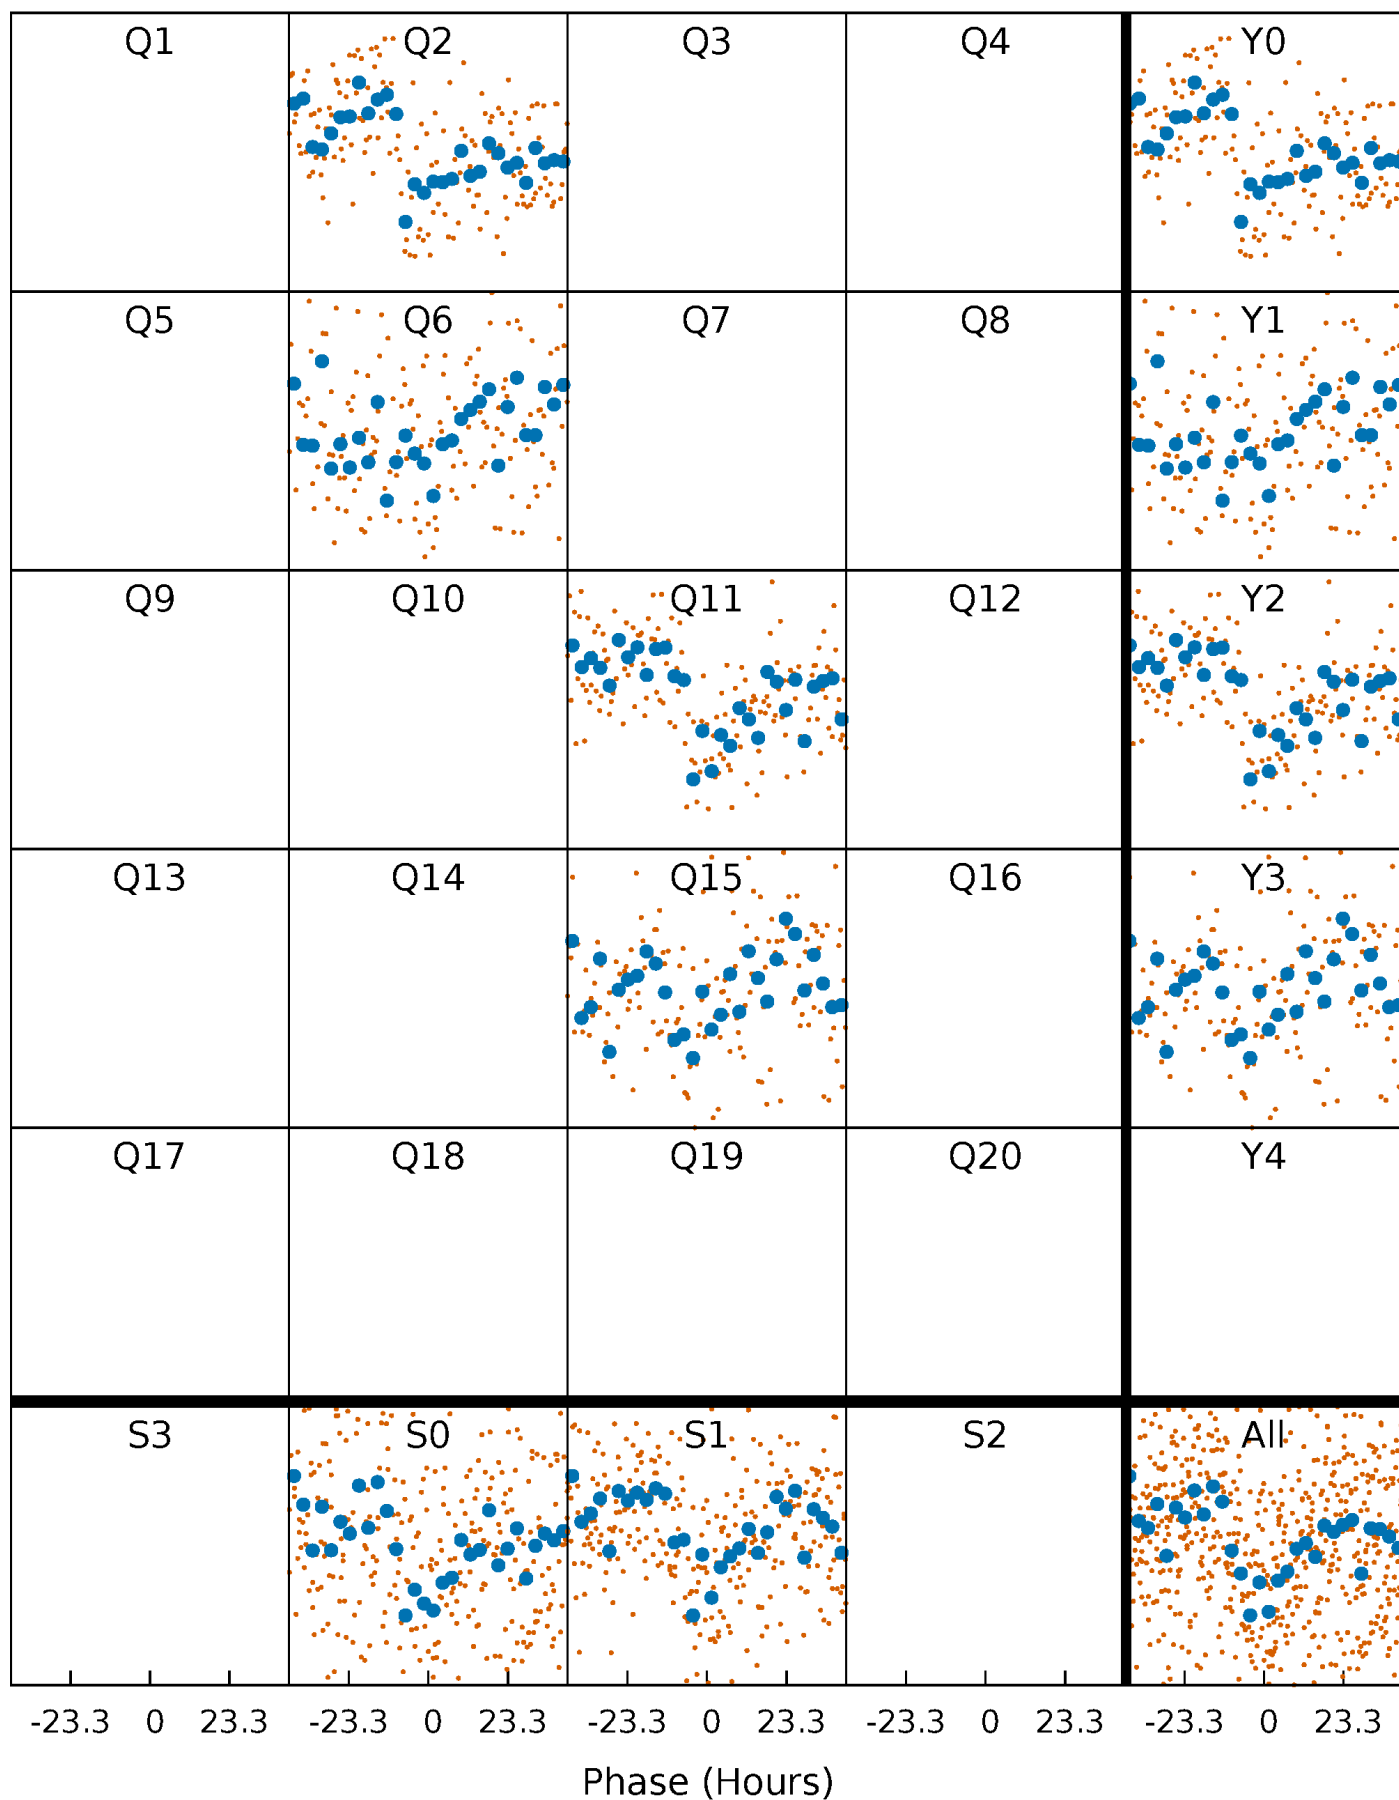 Q1 Q2 Q3 Q4 Y0
Q5 Q6 Q7 Q8 Y1
Q9 Q10 Q11 Q12 Y2
Q13 Q14 Q15 Q16 Y3
Q17 Q18 Q19 Q20 Y4
S3 S0 S1 S2 All
-23.3 0 23.3 -23.3 0 23.3 -23.3 0 23.3 -23.3 0 23.3 -23.3 0 23.3
Phase (Hours)